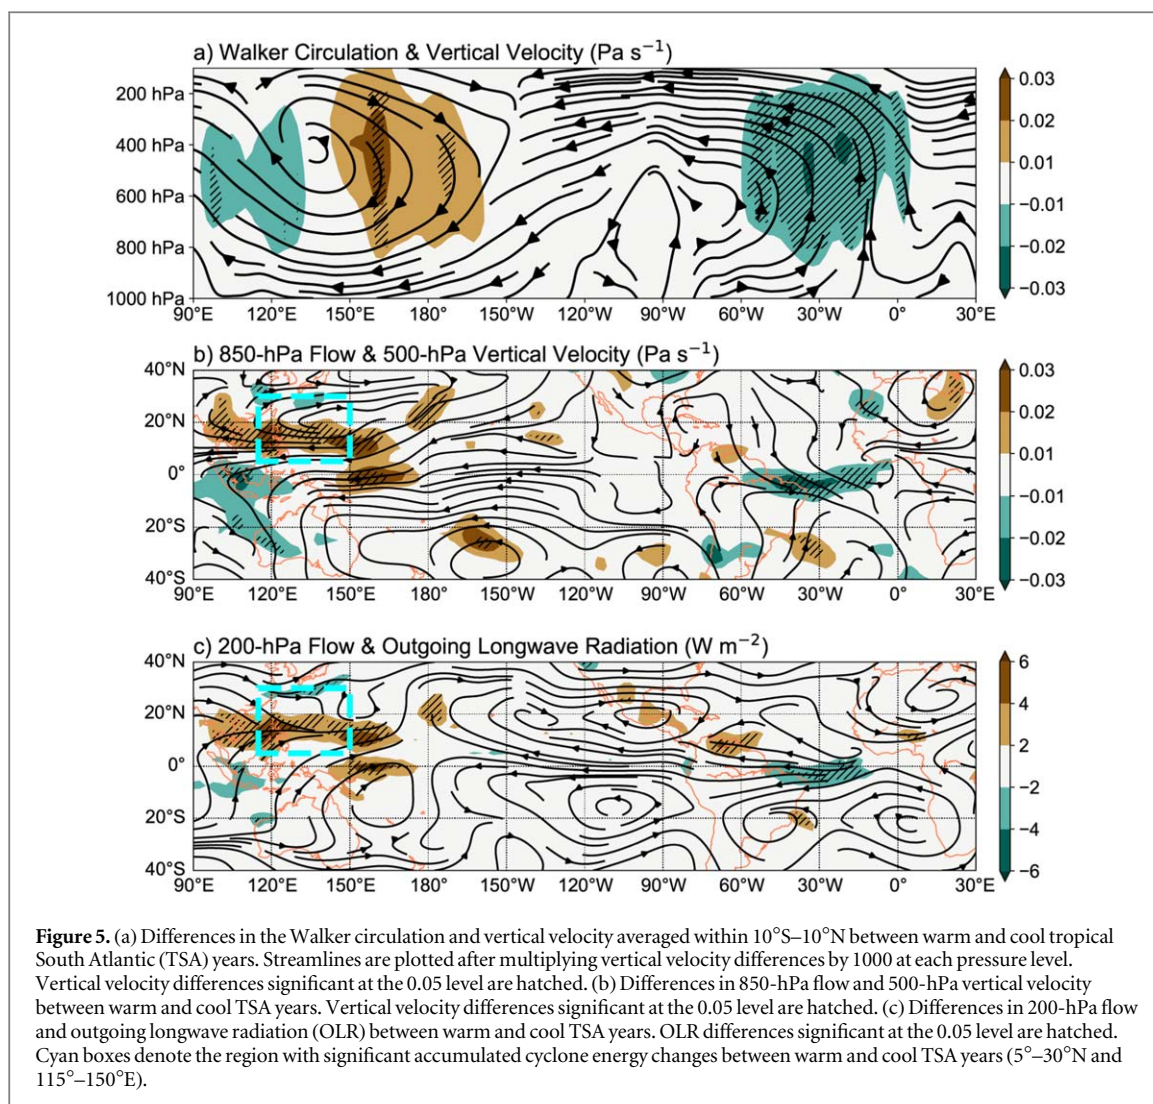 a) Walker Circulation & Vertical Velocity (Pa s⁻¹)
200 hPa
400 hPa
600 hPa
800 hPa
1000 hPa
90°E 120°E 150°E 180° 150°W 120°W 90°W 60°W 30°W 0° 30°E
0.03
0.02
0.01
−0.01
−0.02
−0.03
b) 850-hPa Flow & 500-hPa Vertical Velocity (Pa s⁻¹)
40°N
20°N
0°
20°S
40°S
90°E 120°E 150°E 180° 150°W 120°W 90°W 60°W 30°W 0° 30°E
0.03
0.02
0.01
−0.01
−0.02
−0.03
c) 200-hPa Flow & Outgoing Longwave Radiation (W m⁻²)
40°N
20°N
0°
20°S
40°S
90°E 120°E 150°E 180° 150°W 120°W 90°W 60°W 30°W 0° 30°E
6
4
2
−2
−4
−6
Figure 5. (a) Differences in the Walker circulation and vertical velocity averaged within 10°S–10°N between warm and cool tropical
South Atlantic (TSA) years. Streamlines are plotted after multiplying vertical velocity differences by 1000 at each pressure level.
Vertical velocity differences significant at the 0.05 level are hatched. (b) Differences in 850-hPa flow and 500-hPa vertical velocity
between warm and cool TSA years. Vertical velocity differences significant at the 0.05 level are hatched. (c) Differences in 200-hPa flow
and outgoing longwave radiation (OLR) between warm and cool TSA years. OLR differences significant at the 0.05 level are hatched.
Cyan boxes denote the region with significant accumulated cyclone energy changes between warm and cool TSA years (5°–30°N and
115°–150°E).